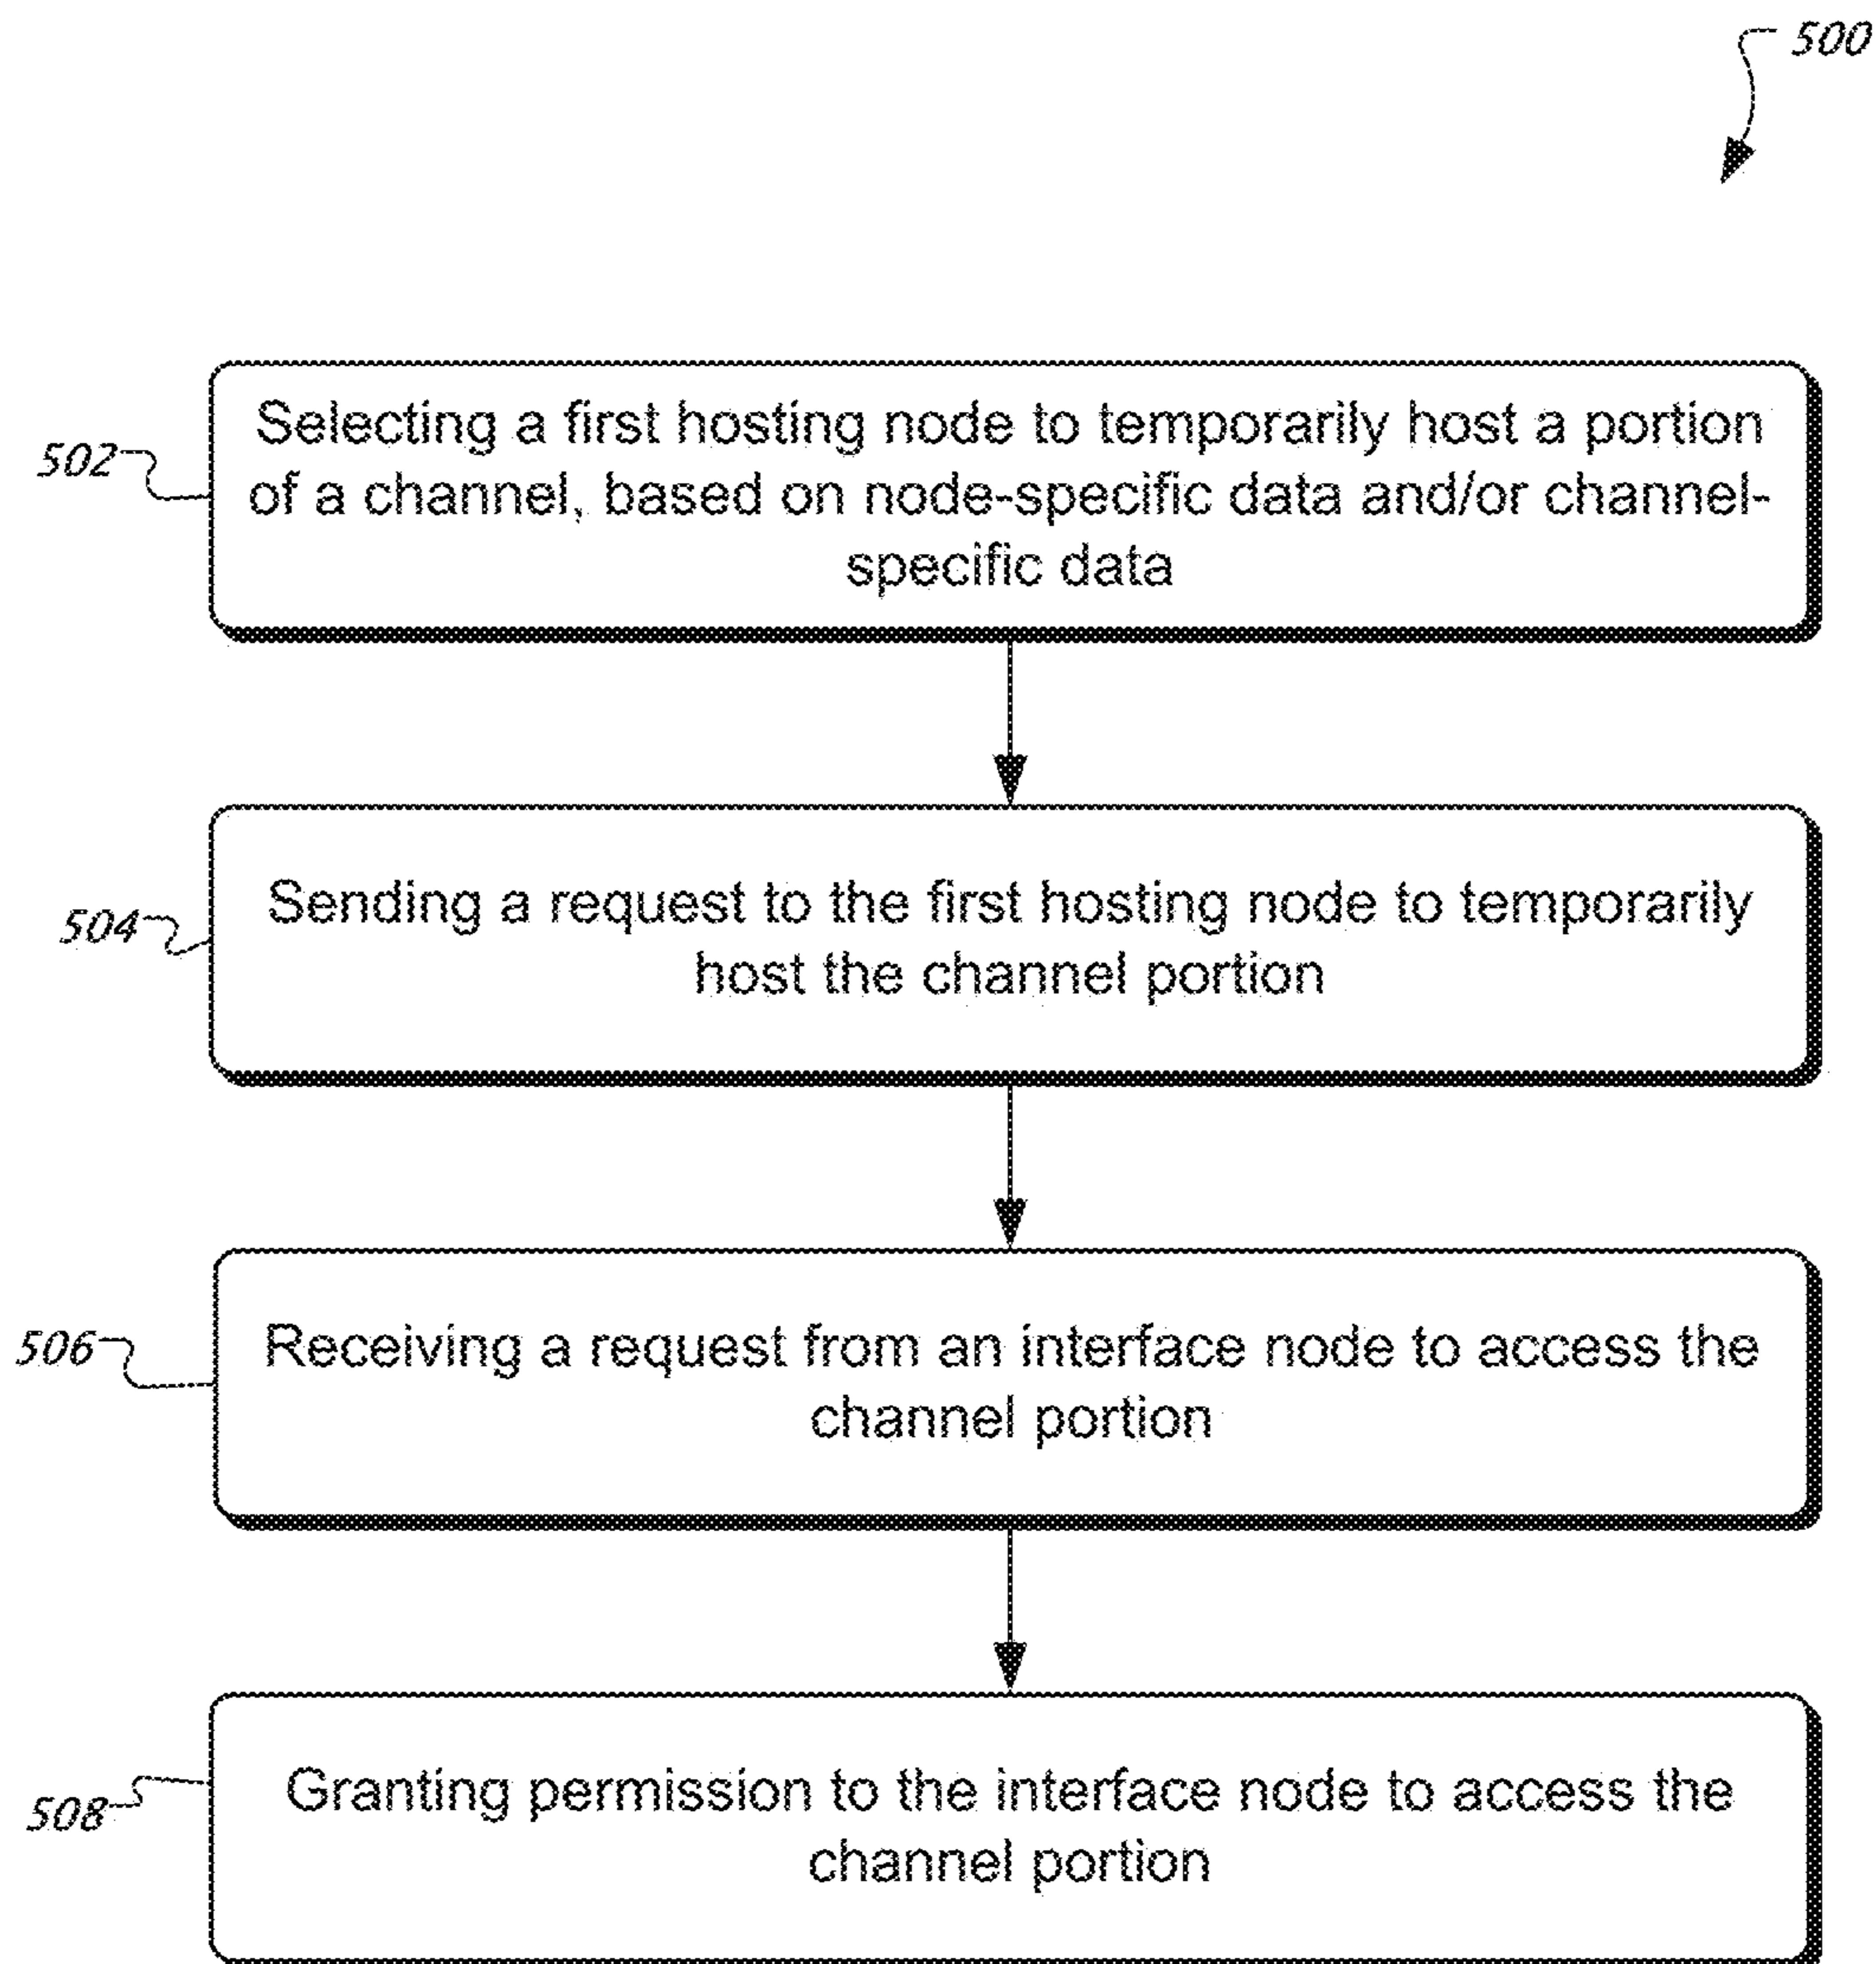 500
502
Selecting a first hosting node to temporarily host a portion
of a channel, based on node-specific data and/or channel-
specific data
504
Sending a request to the first hosting node to temporarily
host the channel portion
506
Receiving a request from an interface node to access the
channel portion
508
Granting permission to the interface node to access the
channel portion